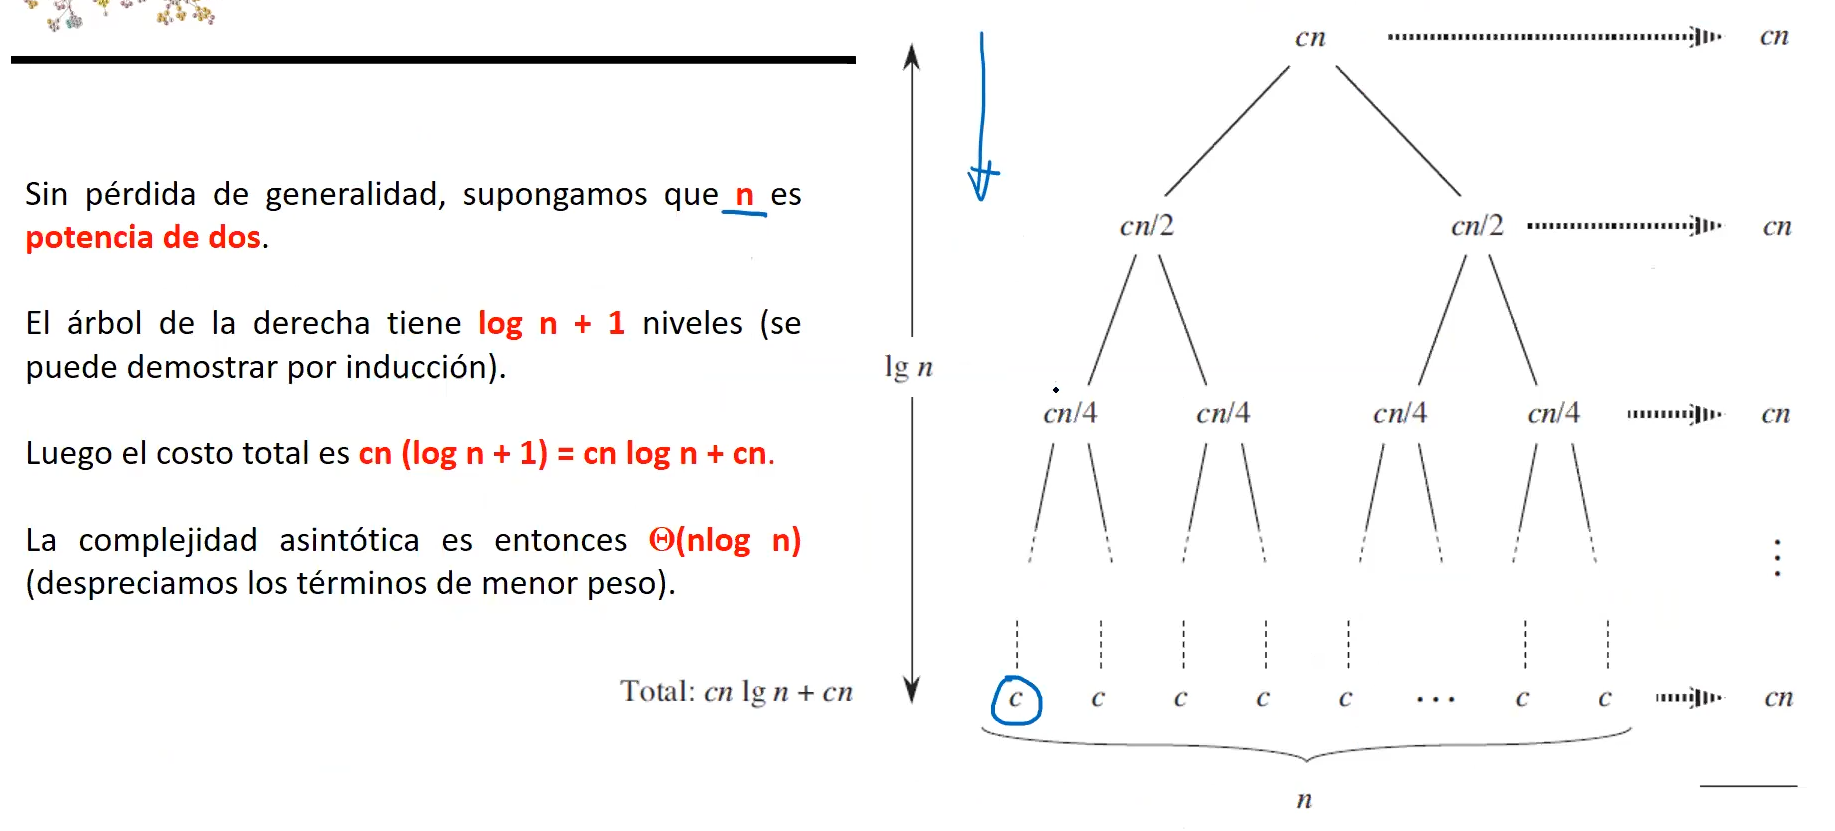 Sin pérdida de generalidad, supongamos que n es
potencia de dos.
El árbol de la derecha tiene log n + 1 niveles (se
puede demostrar por inducción).
Luego el costo total es cn (log n + 1) = cn log n + cn.
La complejidad asintótica es entonces Θ(nlog n)
(despreciamos los términos de menor peso).
Total: cn lg n + cn
lg n
cn cn
cn/2 cn/2 cn
cn/4 cn/4 cn/4 cn/4 cn
⋮
c c c c c ⋯ c c cn
n